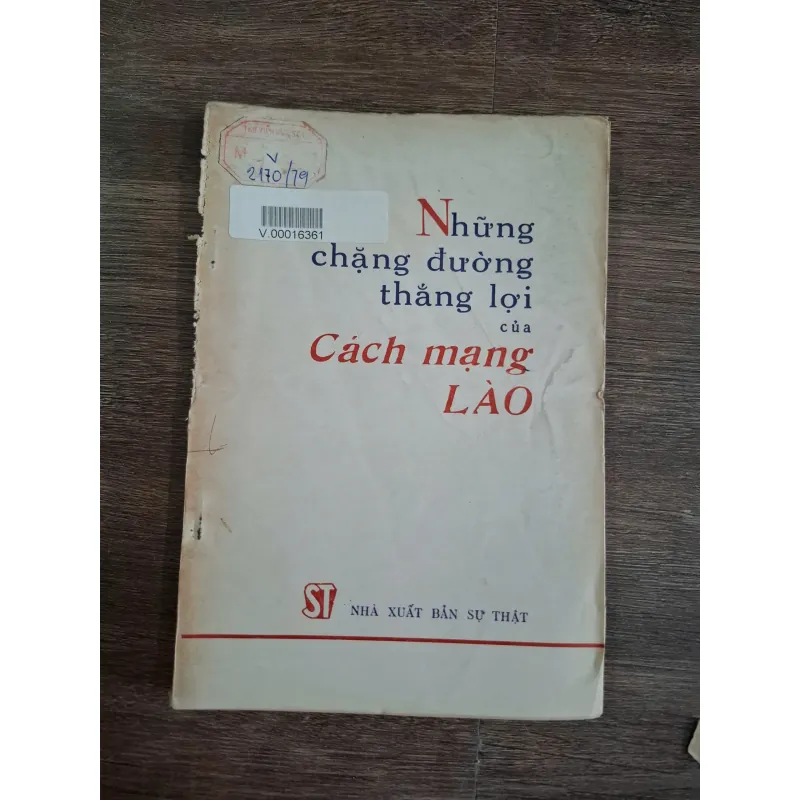 V
2170/79
V.00016361
Những
chặng đường
thắng lợi
của
Cách mạng
LÀO
ST NHÀ XUẤT BẢN SỰ THẬT